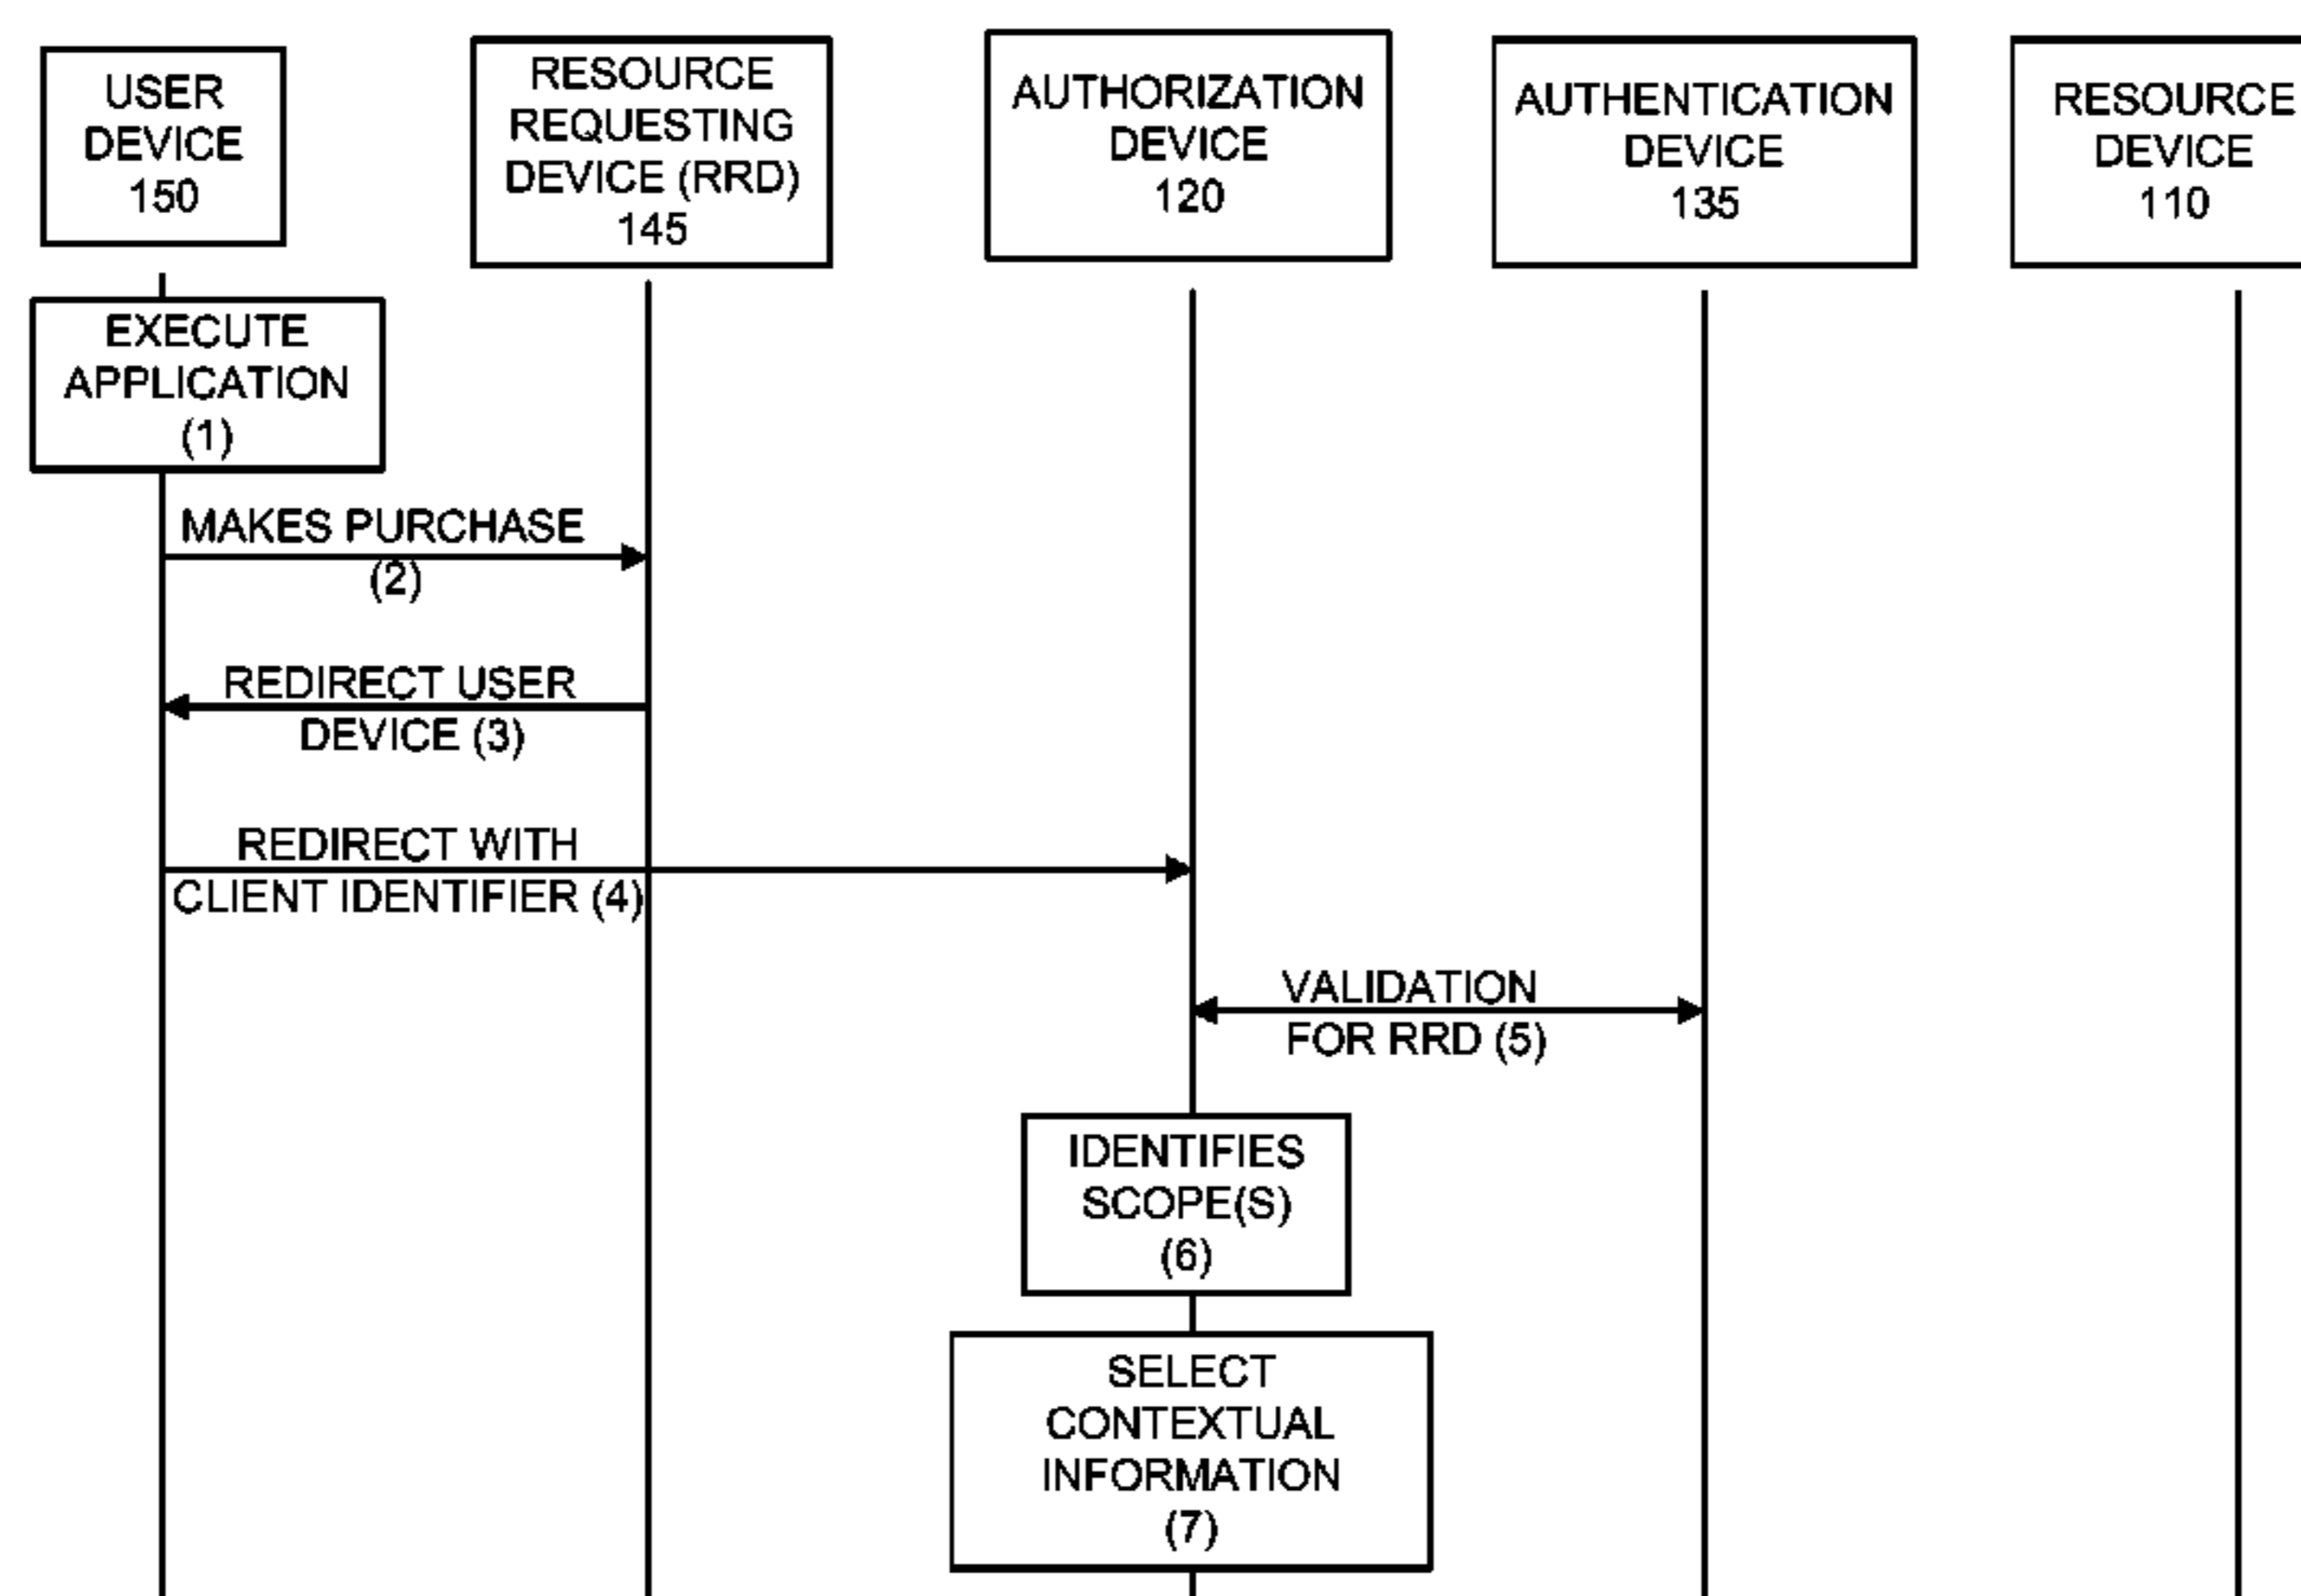 USER
DEVICE
150
RESOURCE
REQUESTING
DEVICE (RRD)
145
AUTHORIZATION
DEVICE
120
AUTHENTICATION
DEVICE
135
RESOURCE
DEVICE
110
EXECUTE
APPLICATION
(1)
MAKES PURCHASE
(2)
REDIRECT USER
DEVICE (3)
REDIRECT WITH
CLIENT IDENTIFIER (4)
VALIDATION
FOR RRD (5)
IDENTIFIES
SCOPE(S)
(6)
SELECT
CONTEXTUAL
INFORMATION
(7)